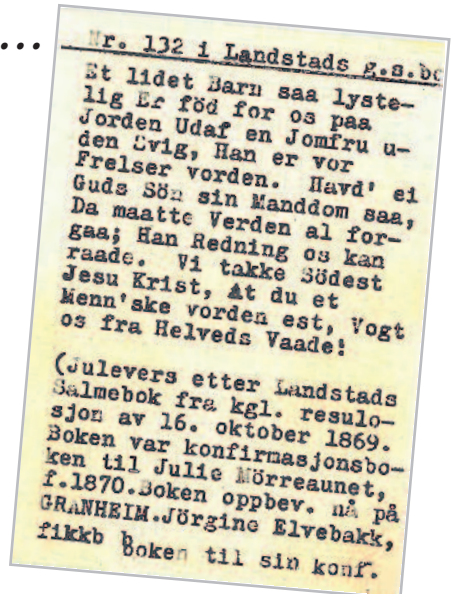 ...
Nr. 132 i Landstads g.s.bo
Et lidet Barn saa lyste-
lig Er föd for os paa
Jorden Udaf en Jomfru u-
den Svig, Han er vor
Frelser vorden. Havd' ei
Guds Sön sin Manddom saa,
Da maatte Verden al for-
gaa; Han Redning os kan
raade. Vi takke Södest
Jesu Krist, At du et
Menn'ske vorden est, Vogt
os fra Helveds Vaade!
(Julevers etter Landstads
Salmebok fra kgl. resulo-
sjon av 16. oktober 1869.
Boken var konfirmasjonsbo-
ken til Julie Mörreaunet,
f.1870.Boken oppbev. nå på
GRANHEIM.Jörgine Elvebakk,
fikkb b
boken til sin konf.